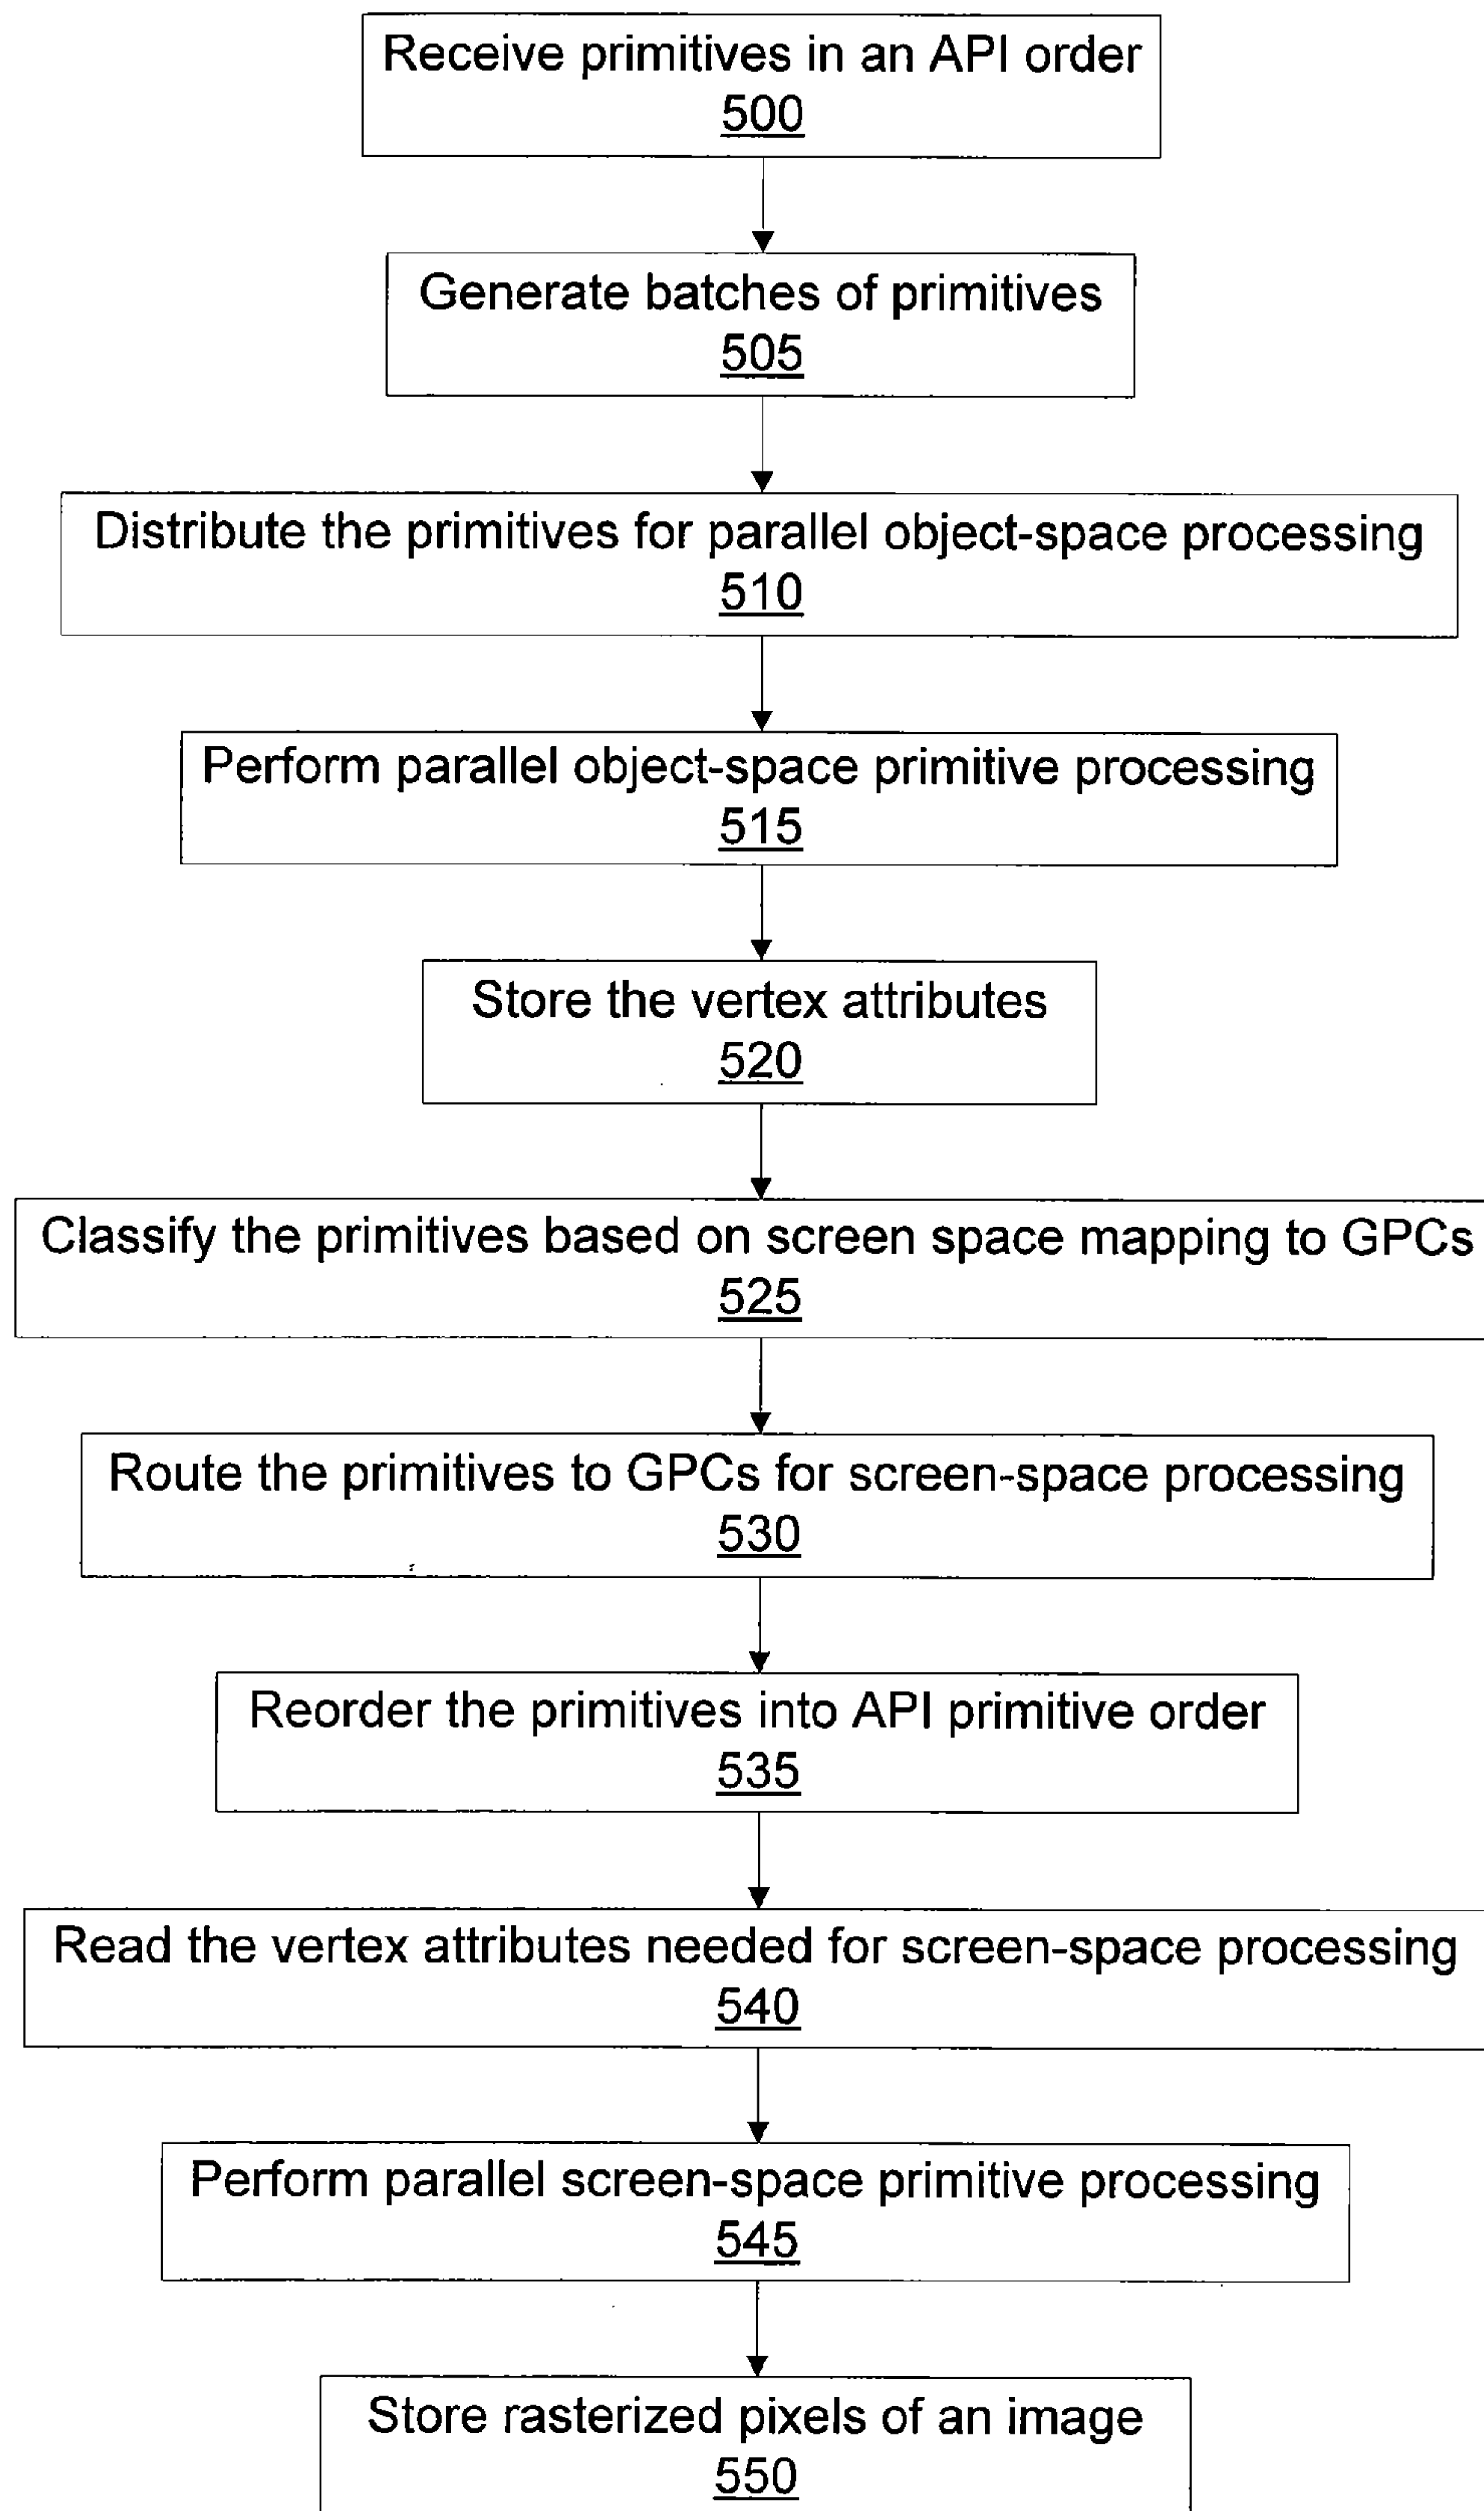 Receive primitives in an API order
500
Generate batches of primitives
505
Distribute the primitives for parallel object-space processing
510
Perform parallel object-space primitive processing
515
Store the vertex attributes
520
Classify the primitives based on screen space mapping to GPCs
525
Route the primitives to GPCs for screen-space processing
530
Reorder the primitives into API primitive order
535
Read the vertex attributes needed for screen-space processing
540
Perform parallel screen-space primitive processing
545
Store rasterized pixels of an image
550